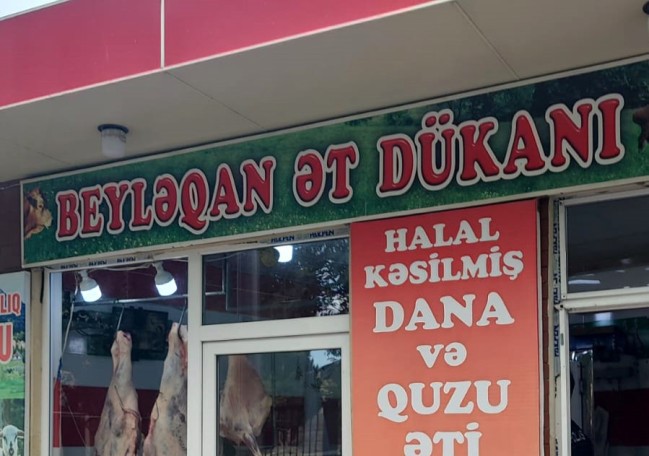 BEYLƏQAN ƏT DÜKANI
HALAL
KƏSİLMİŞ
DANA
VƏ
QUZU
ƏTİ